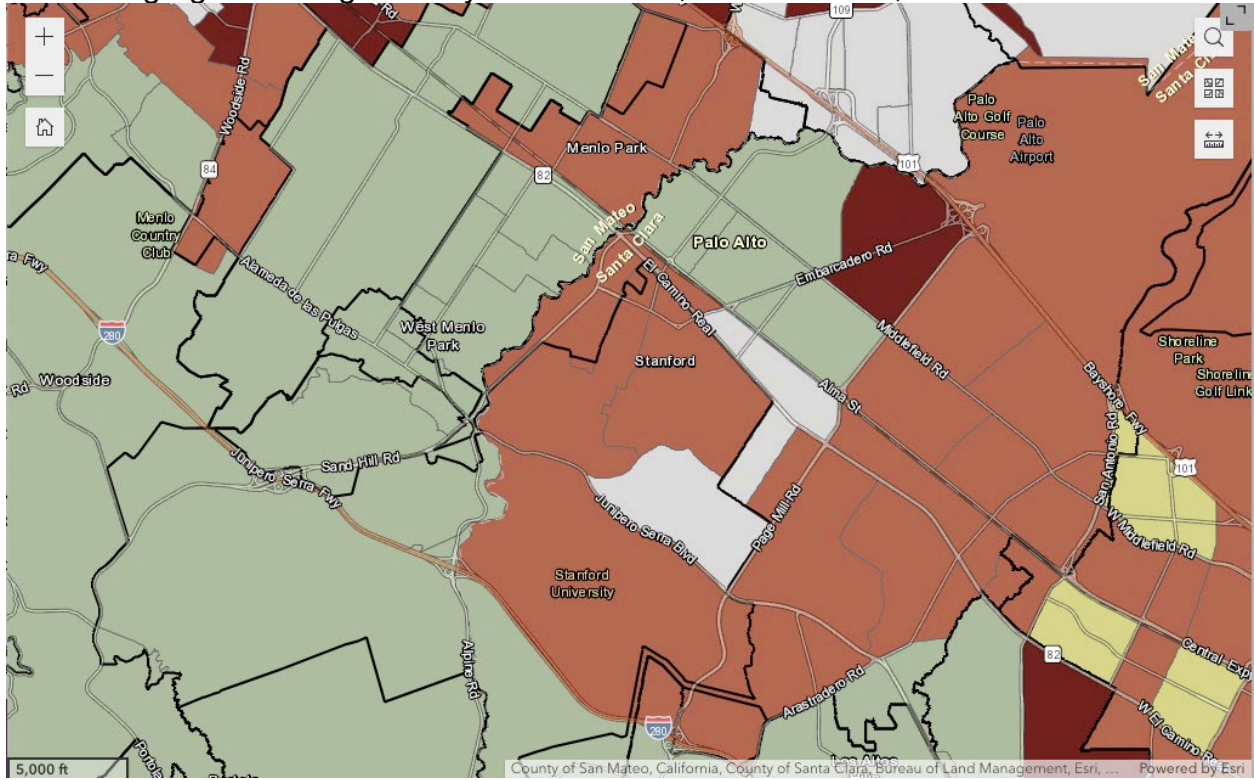 109
San Mateo
Santa Clara
Woodside Rd
84
Palo
Alto Golf
Course
Palo
Alto
Airport
101
Menlo Park
82
San Mateo
Santa Clara
Palo Alto
Menlo
Country
Club
Embarcadero Rd
El Camino Real
Alameda de las Pulgas
280
West Menlo
Park
Stanford
Middlefield Rd
Shoreline
Park
Shoreline
Golf Link
Woodside
Rd
Alma St
Bayshore Fwy
San Antonio Rd
101
Sand Hill Rd
Junipero Serra Fwy
Junipero Serra Blvd
Page Mill Rd
W Middlefield Rd
Stanford
University
Alpine Rd
82
Central Exp
Arastradero Rd
W El Camino Re
280
Los Altos
5,000 ft
County of San Mateo, California, County of Santa Clara, Bureau of Land Management, Esri, ...
Powered by Esri